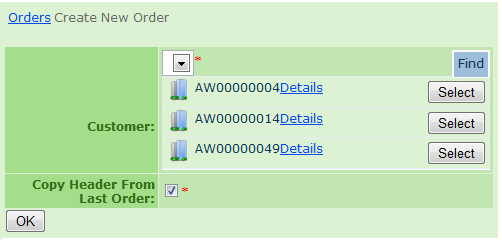 Orders Create New Order
* Find
Customer:
AW00000004Details Select
AW00000014Details Select
AW00000049Details Select
Copy Header From
Last Order: *
OK